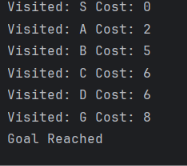 Visited: S Cost: 0
Visited: A Cost: 2
Visited: B Cost: 5
Visited: C Cost: 6
Visited: D Cost: 6
Visited: G Cost: 8
Goal Reached